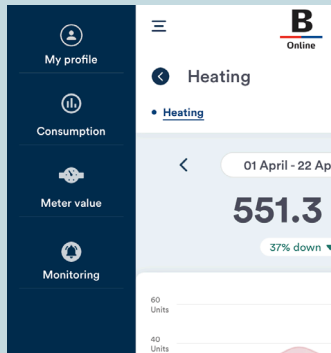 My profile
Consumption
Meter value
Monitoring
B
Online
Heating
Heating
01 April - 22 Ap
551.3
37% down
60
Units
40
Units